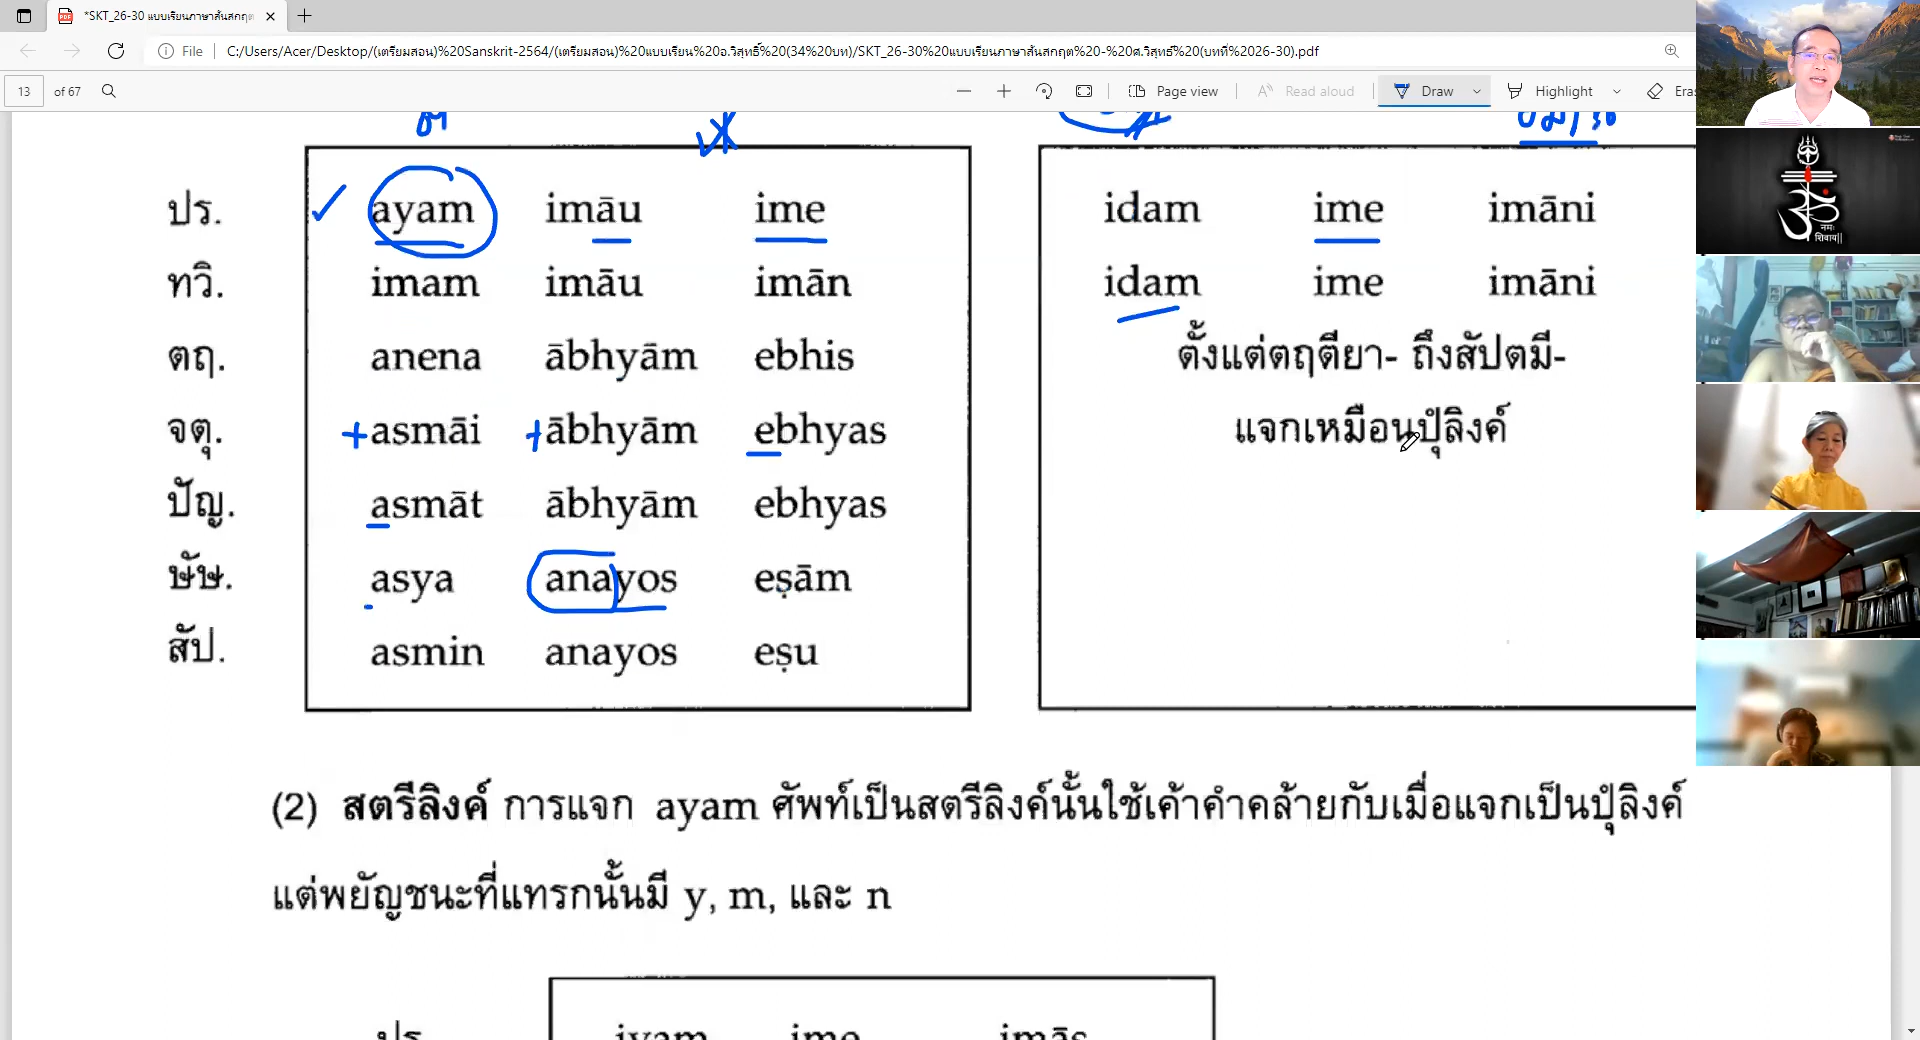 *SKT_26-30 แบบเรียนภาษาสันสกฤต
File C:/Users/Acer/Desktop/(เตรียมสอน)%20Sanskrit-2564/(เตรียมสอน)%20แบบเรียน%20อ.วิสุทธิ์%20(34%20บท)/SKT_26-30%20แบบเรียนภาษาสันสกฤต%20-%20ศ.วิสุทธ์%20(บทที่%2026-30).pdf
13 of 67 Page view Read aloud Draw Highlight Eras
ปร. ayam imāu ime idam ime imāni
ทวิ. imam imāu imān idam ime imāni
ตฤ. anena ābhyām ebhis ตั้งแต่ตฤตียา- ถึงสัปตมี-
จตุ. +asmāi +ābhyām ebhyas แจกเหมือนปุํลิงค์
ปัญ. asmāt ābhyām ebhyas
ษัษ. asya anayos eṣām
สัป. asmin anayos eṣu
(2) สตรีลิงค์ การแจก ayam ศัพท์เป็นสตรีลิงค์นั้นใช้เค้าคำคล้ายกับเมื่อแจกเป็นปุํลิงค์
แต่พยัญชนะที่แทรกนั้นมี y, m, และ n
ปร. iyam ime imās
नमः
शिवाय||